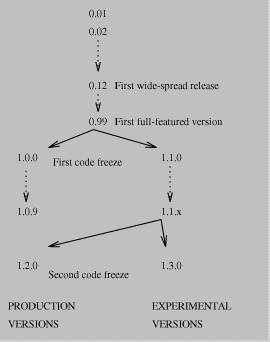 0.01
0.02
0.12 First wide-spread release
0.99 First full-featured version
1.0.0 First code freeze 1.1.0
1.0.9 1.1.x
1.2.0 Second code freeze 1.3.0
PRODUCTION EXPERIMENTAL
VERSIONS VERSIONS